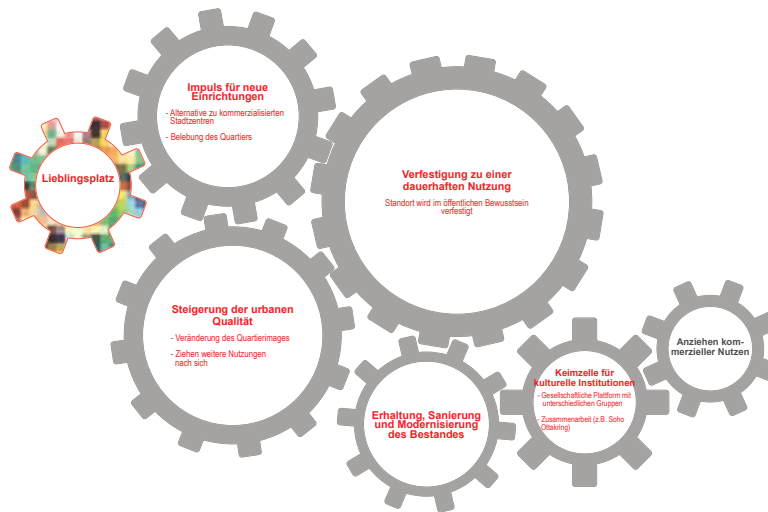 Lieblingsplatz
Impuls für neue
Einrichtungen
- Alternative zu kommerzialisierten
Stadtzentren
- Belebung des Quartiers
Verfestigung zu einer
dauerhaften Nutzung
Standort wird im öffentlichen Bewusstsein
verfestigt
Steigerung der urbanen
Qualität
- Veränderung des Quartierimages
- Ziehen weitere Nutzungen
nach sich
Erhaltung, Sanierung
und Modernisierung
des Bestandes
Keimzelle für
kulturelle Institutionen
- Gesellschaftliche Plattform mit
unterschiedlichen Gruppen
- Zusammenarbeit (z.B. Soho
Ottakring)
Anziehen kom-
merzieller Nutzen